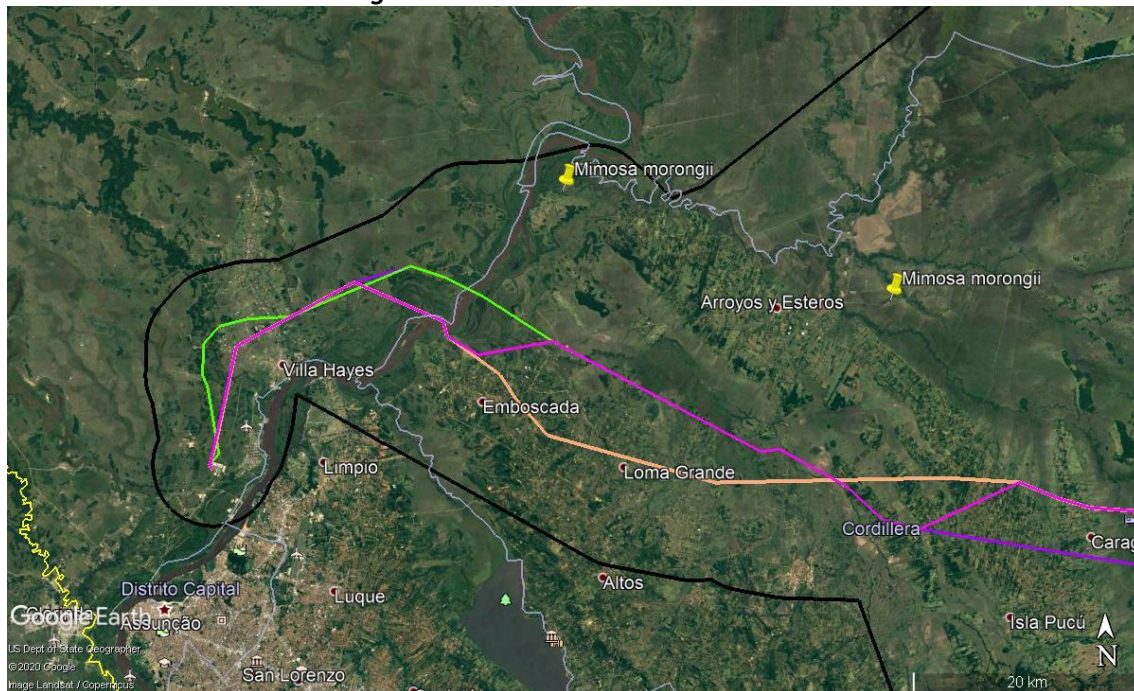 Mimosa morongii
Mimosa morongii
Arroyos y Esteros
Villa Hayes
Emboscada
Limpio
Loma Grande
Cordillera
Carag
Altos
Distrito Capital
Luque
Isla Pucú
Google Earth
Assunção
US Dept of State Geographer
© 2020 Google
Image Landsat / Copernicus
San Lorenzo
N
20 km